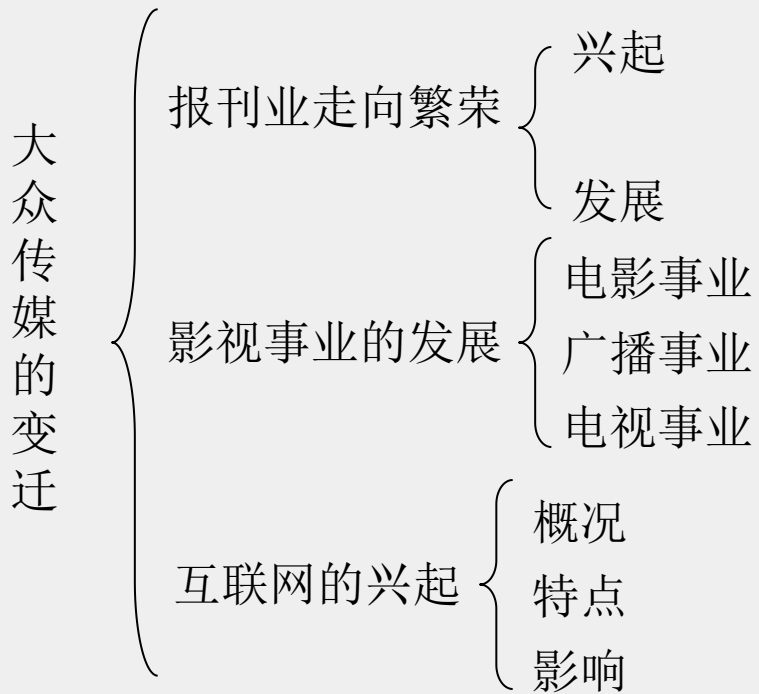 大众传媒的变迁
报刊业走向繁荣
兴起
发展
影视事业的发展
电影事业
广播事业
电视事业
互联网的兴起
概况
特点
影响